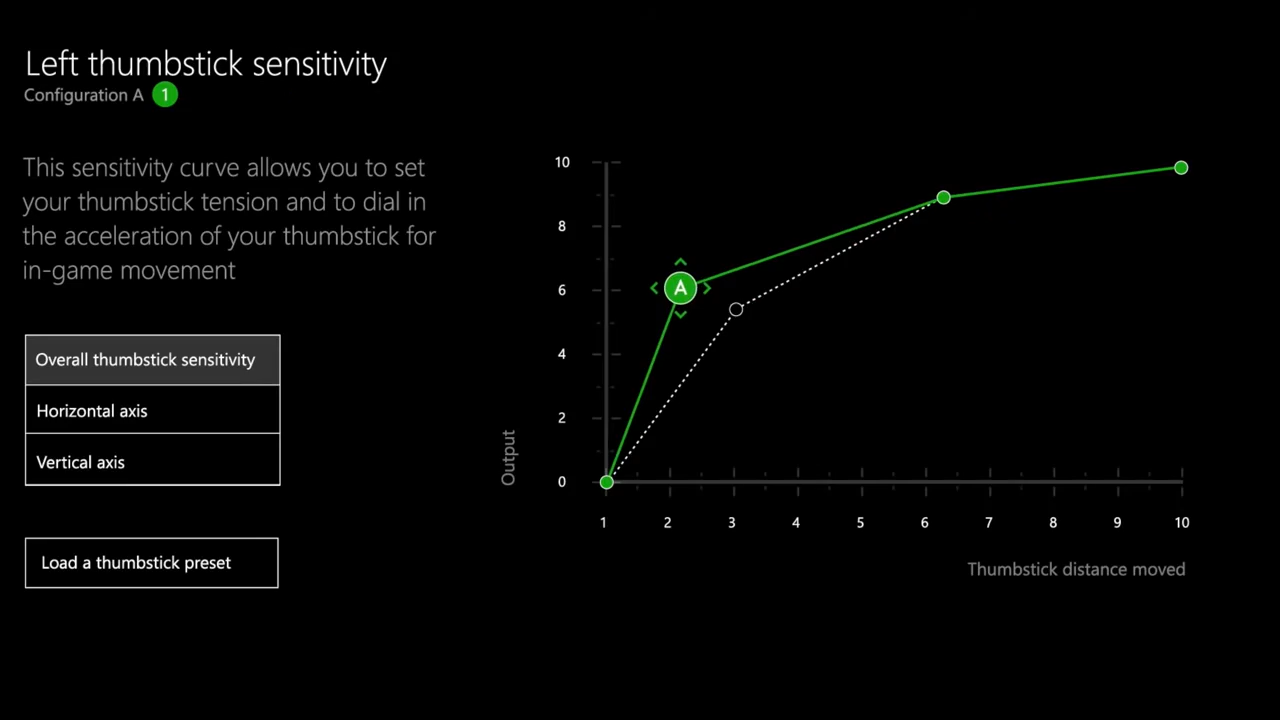 Left thumbstick sensitivity
Configuration A 1
This sensitivity curve allows you to set
your thumbstick tension and to dial in
the acceleration of your thumbstick for
in-game movement
Overall thumbstick sensitivity
Horizontal axis
Vertical axis
Load a thumbstick preset
10
8
6
4
2
0
Output
A
1 2 3 4 5 6 7 8 9 10
Thumbstick distance moved